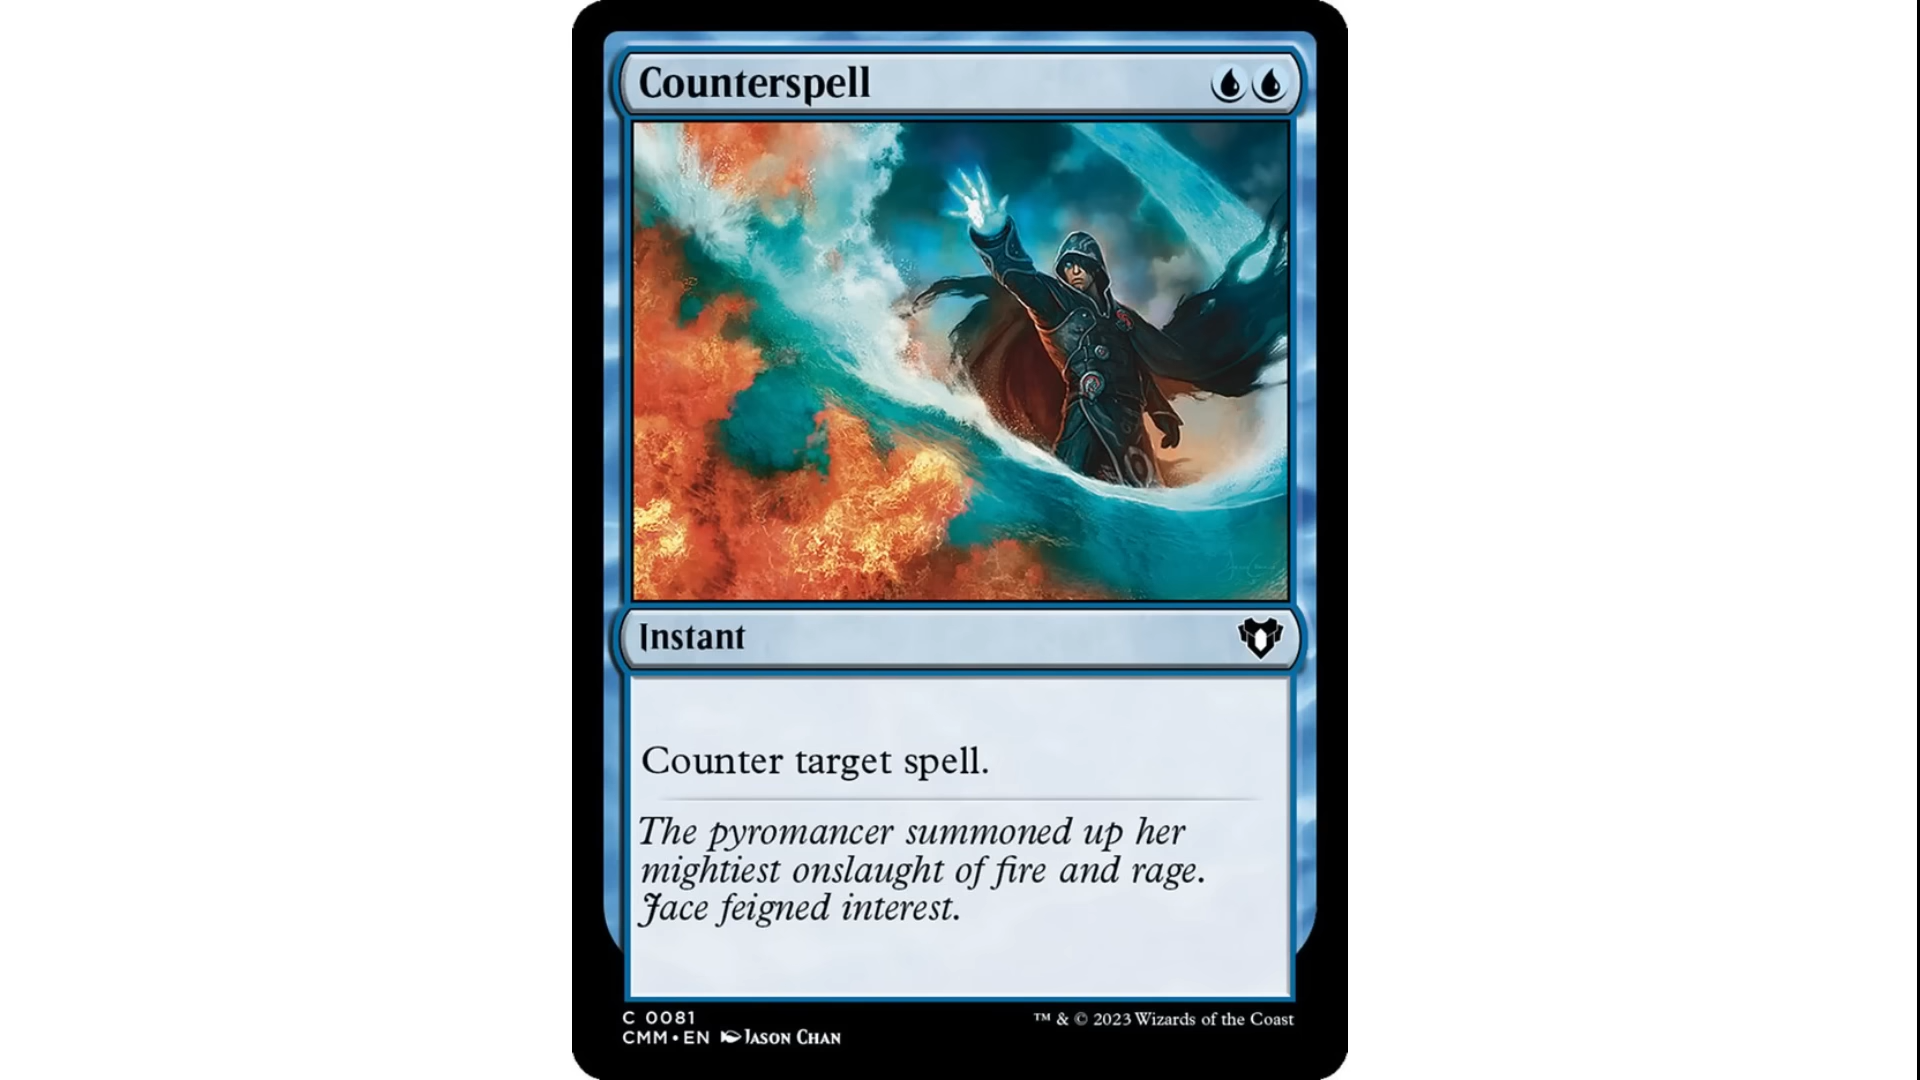 Counterspell
Instant
Counter target spell.
The pyromancer summoned up her
mightiest onslaught of fire and rage.
Jace feigned interest.
C 0081
™ & © 2023 Wizards of the Coast
CMM • EN Jason Chan